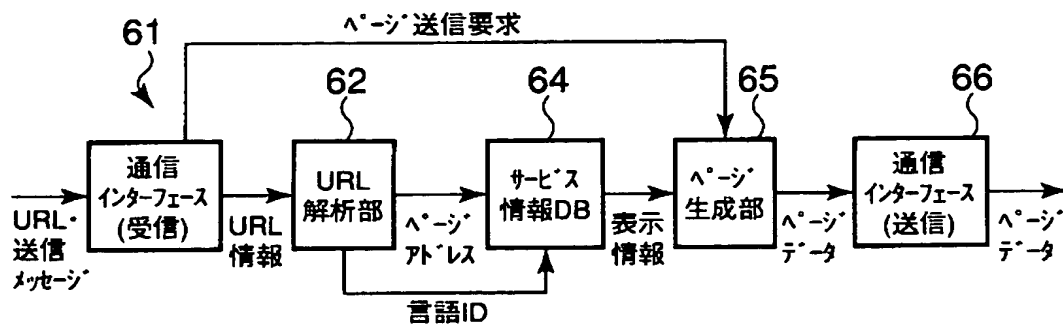 ページ送信要求
61
62
64
65
66
通信
インターフェース
(受信)
URL
解析部
サービス
情報DB
ページ
生成部
通信
インターフェース
(送信)
URL・
送信
メッセージ
URL
情報
ページ
アドレス
表示
情報
ページ
データ
ページ
データ
言語ID